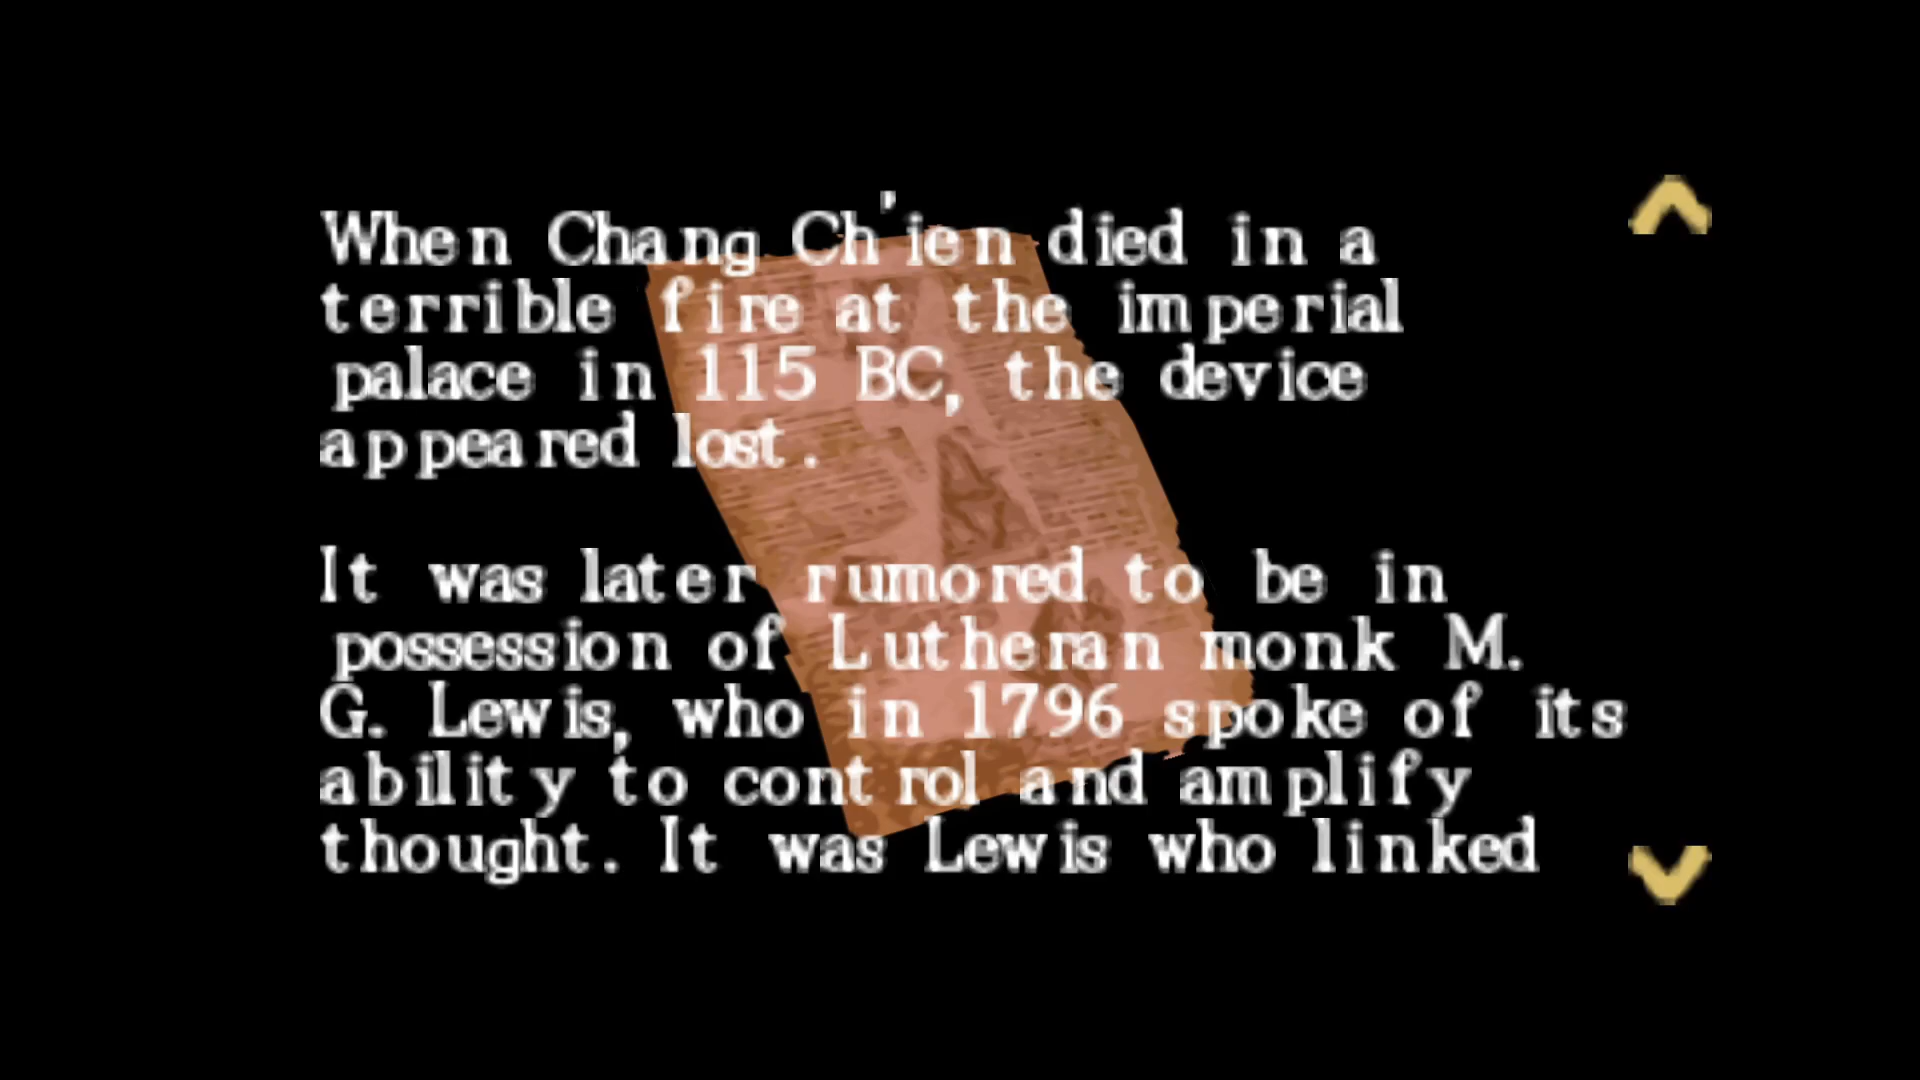 When Chang Ch'ien died in a
terrible fire at the imperial
palace in 115 BC, the device
appeared lost.
It was later rumored to be in
possession of Lutheran monk M.
G. Lewis, who in 1796 spoke of its
ability to control and amplify
thought. It was Lewis who linked